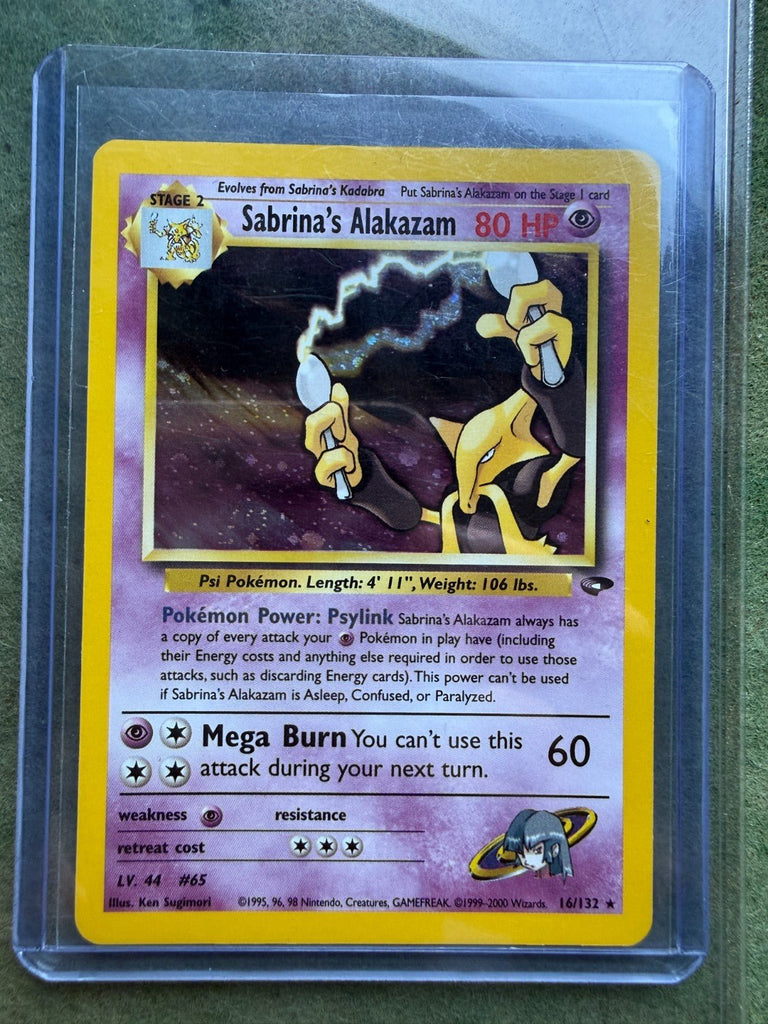 Evolves from Sabrina's Kadabra Put Sabrina's Alakazam on the Stage 1 card
STAGE 2
Sabrina's Alakazam 80 HP
Psi Pokémon. Length: 4' 11", Weight: 106 lbs.
Pokémon Power: Psylink Sabrina's Alakazam always has
a copy of every attack your Pokémon in play have (including
their Energy costs and anything else required in order to use those
attacks, such as discarding Energy cards). This power can't be used
if Sabrina's Alakazam is Asleep, Confused, or Paralyzed.
Mega Burn You can't use this 60
attack during your next turn.
weakness resistance
retreat cost
LV. 44 #65
Illus. Ken Sugimori ©1995, 96, 98 Nintendo, Creatures, GAMEFREAK. ©1999-2000 Wizards. 16/132 ★